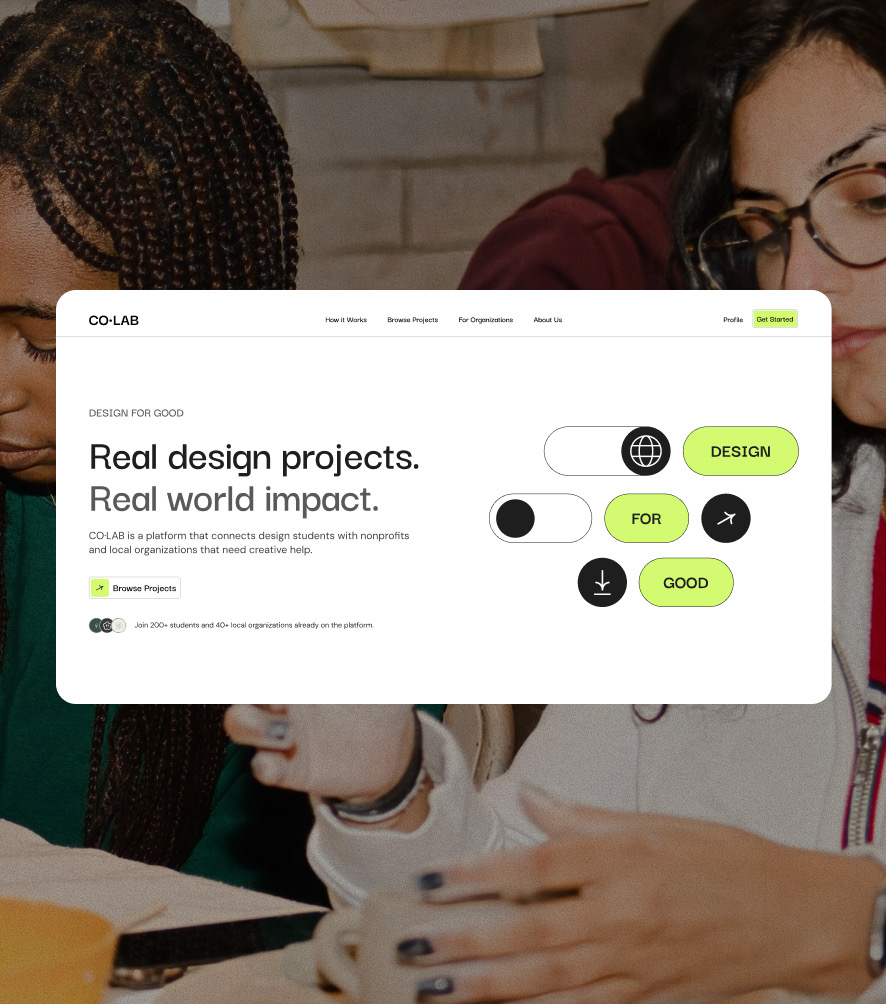 CO·LAB
How it Works
Browse Projects
For Organizations
About Us
Profile
Get Started
DESIGN FOR GOOD
Real design projects.
Real world impact.
CO·LAB is a platform that connects design students with nonprofits
and local organizations that need creative help.
Browse Projects
Join 200+ students and 40+ local organizations already on the platform.
DESIGN
FOR
GOOD